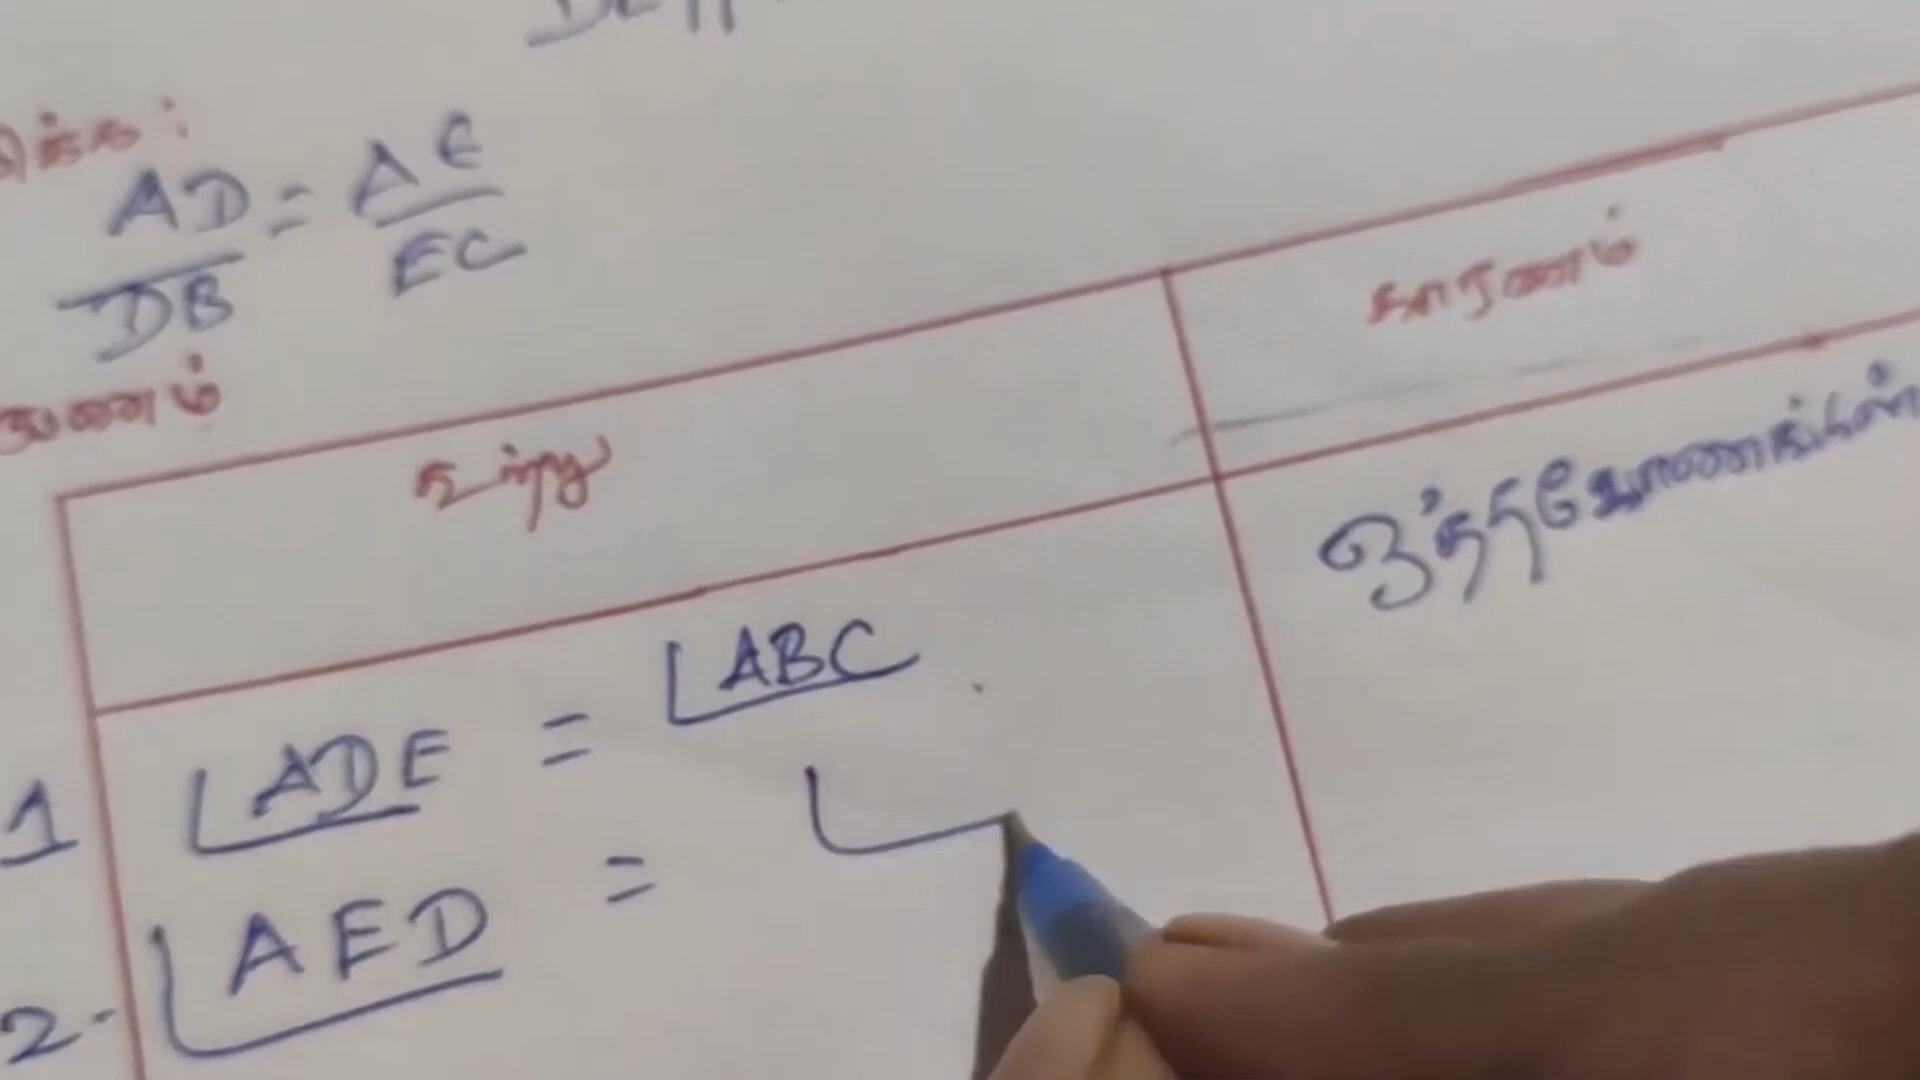 AD = AE
DB EC
கூற்று காரணம்
1 ∟ADE = ∟ABC ஒத்தகோணங்கள்
2- ∟AED = ∟